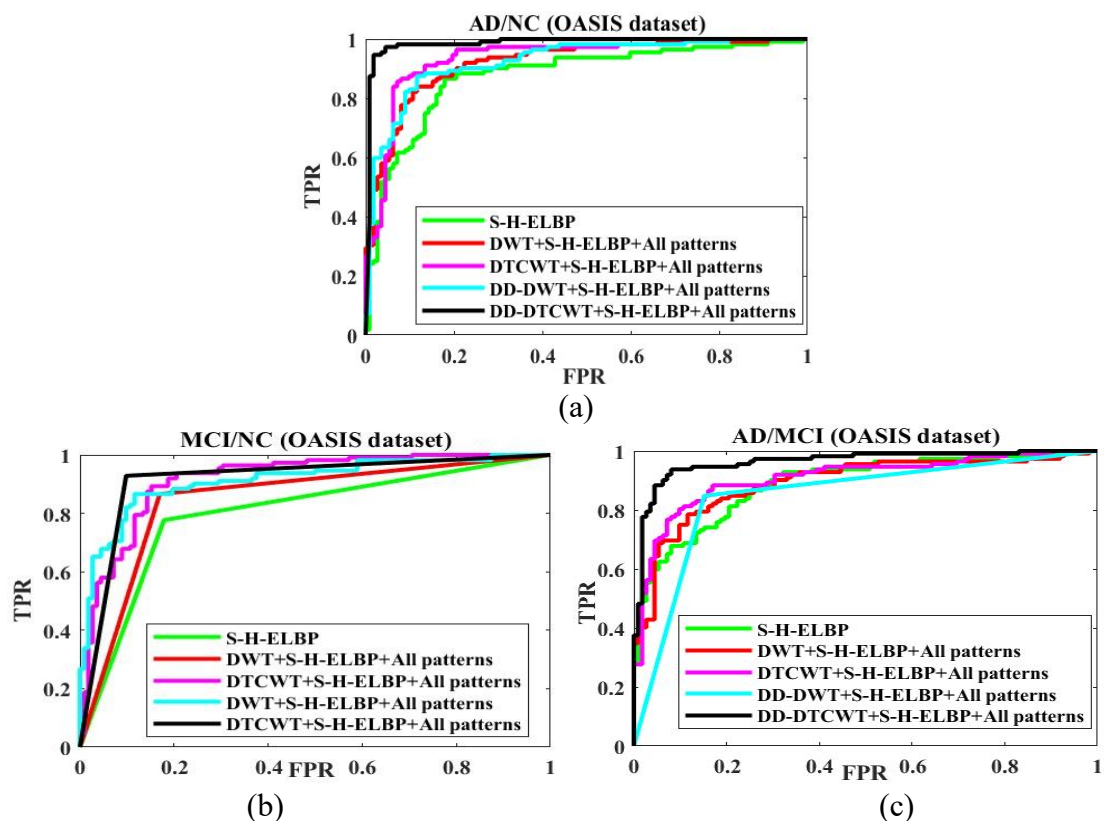 AD/NC (OASIS dataset)
1
0.8
0.6
0.4
0.2
0
TPR
S-H-ELBP
DWT+S-H-ELBP+All patterns
DTCWT+S-H-ELBP+All patterns
DD-DWT+S-H-ELBP+All patterns
DD-DTCWT+S-H-ELBP+All patterns
0 0.2 0.4 0.6 0.8 1
FPR
(a)
MCI/NC (OASIS dataset)
1
0.8
0.6
0.4
0.2
0
TPR
S-H-ELBP
DWT+S-H-ELBP+All patterns
DTCWT+S-H-ELBP+All patterns
DWT+S-H-ELBP+All patterns
DTCWT+S-H-ELBP+All patterns
0 0.2 0.4 0.6 0.8 1
FPR
(b)
AD/MCI (OASIS dataset)
1
0.8
0.6
0.4
0.2
0
TPR
S-H-ELBP
DWT+S-H-ELBP+All patterns
DTCWT+S-H-ELBP+All patterns
DD-DWT+S-H-ELBP+All patterns
DD-DTCWT+S-H-ELBP+All patterns
0 0.2 0.4 0.6 0.8 1
FPR
(c)